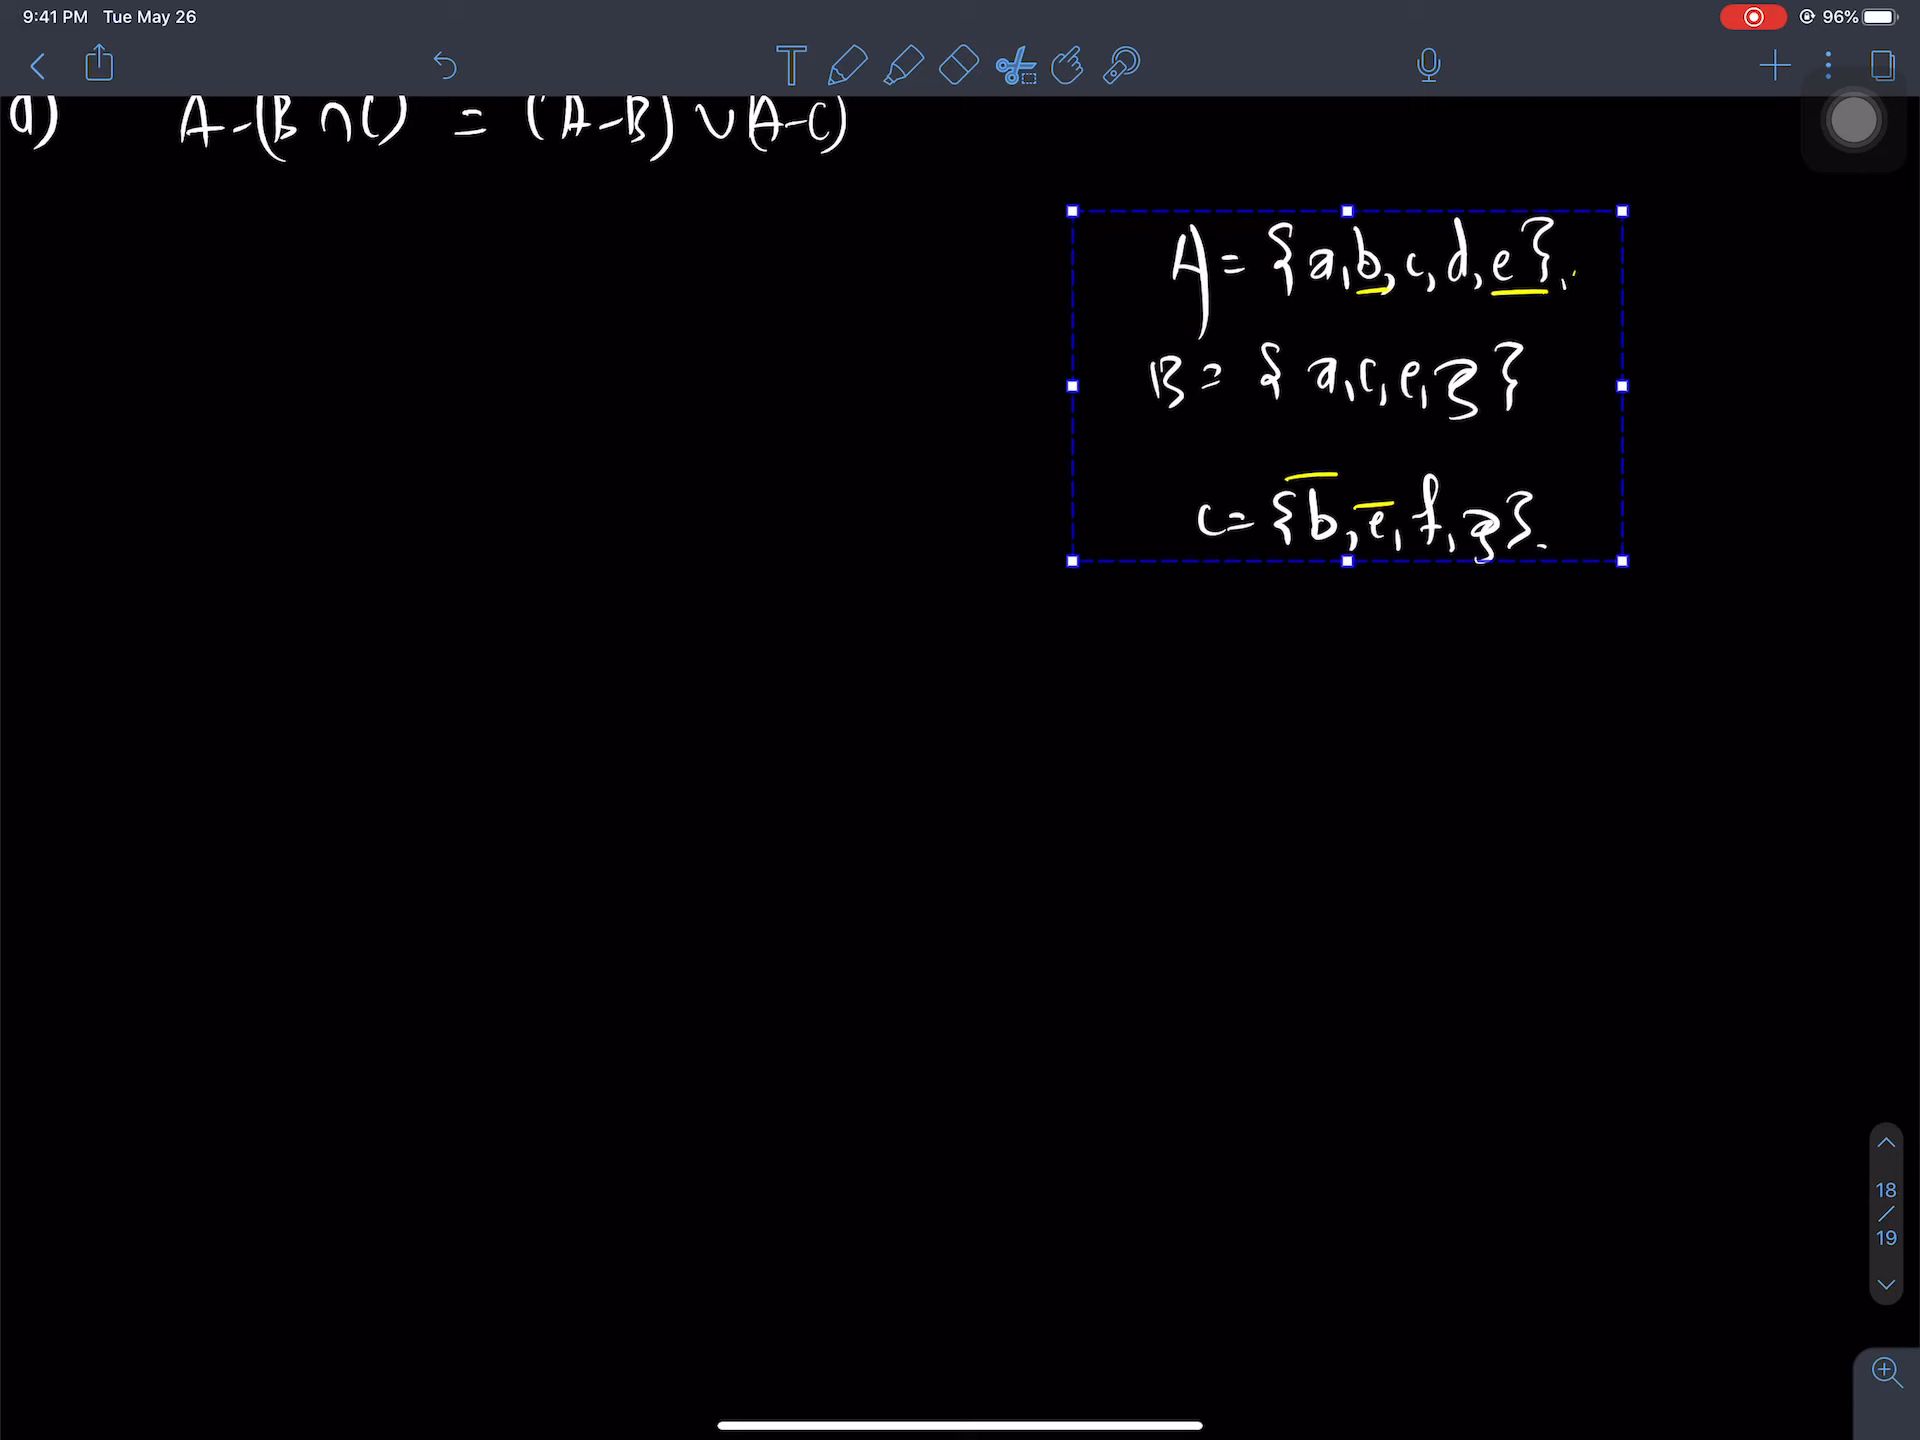 9:41 PM Tue May 26
96%
d) A-(B∩C) = (A-B) ∪(A-C)
A = {a,b,c,d,e}.
B = {a,c,e,g}
C = {b,e,f,g}.
18
/
19